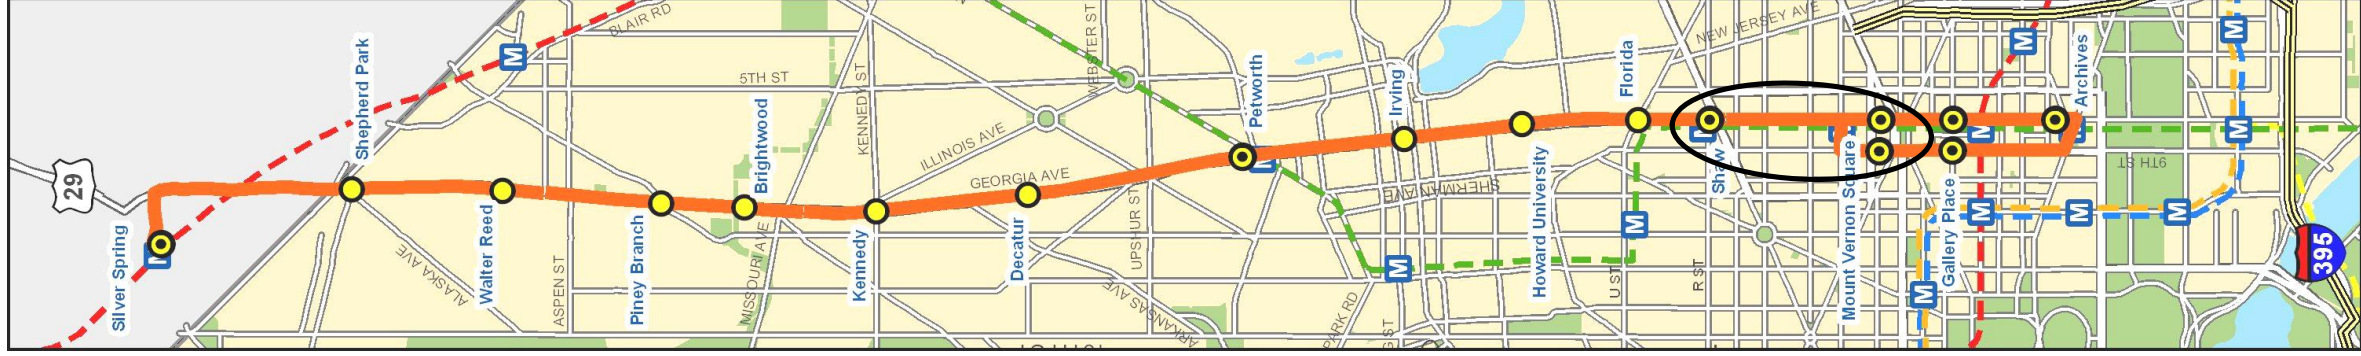 BLAIR RD
NEW JERSEY AVE
WEBSTER ST
Shepherd Park
5TH ST
KENNEDY ST
Brightwood
Petworth
Irving
Florida
Archives
ILLINOIS AVE
GEORGIA AVE
29
9TH ST
SHERMAN AVE
Shaw
Silver Spring
ALASKA AVE
Walter Reed
ASPEN ST
Piney Branch
MISSOURI AVE
Kennedy
Decatur
UPSHUR ST
ARKANSAS AVE
PARK RD
Howard University
U ST
R ST
Mount Vernon Square
Gallery Place
395
M
M
M
M
M
M
M
M
M
M
M
M
M